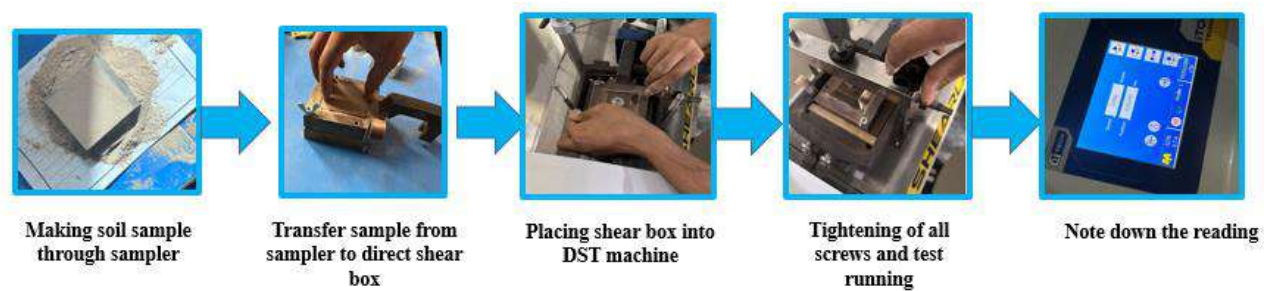 Making soil sample
through sampler
Transfer sample from
sampler to direct shear
box
Placing shear box into
DST machine
Tightening of all
screws and test
running
Note down the reading
SHEA